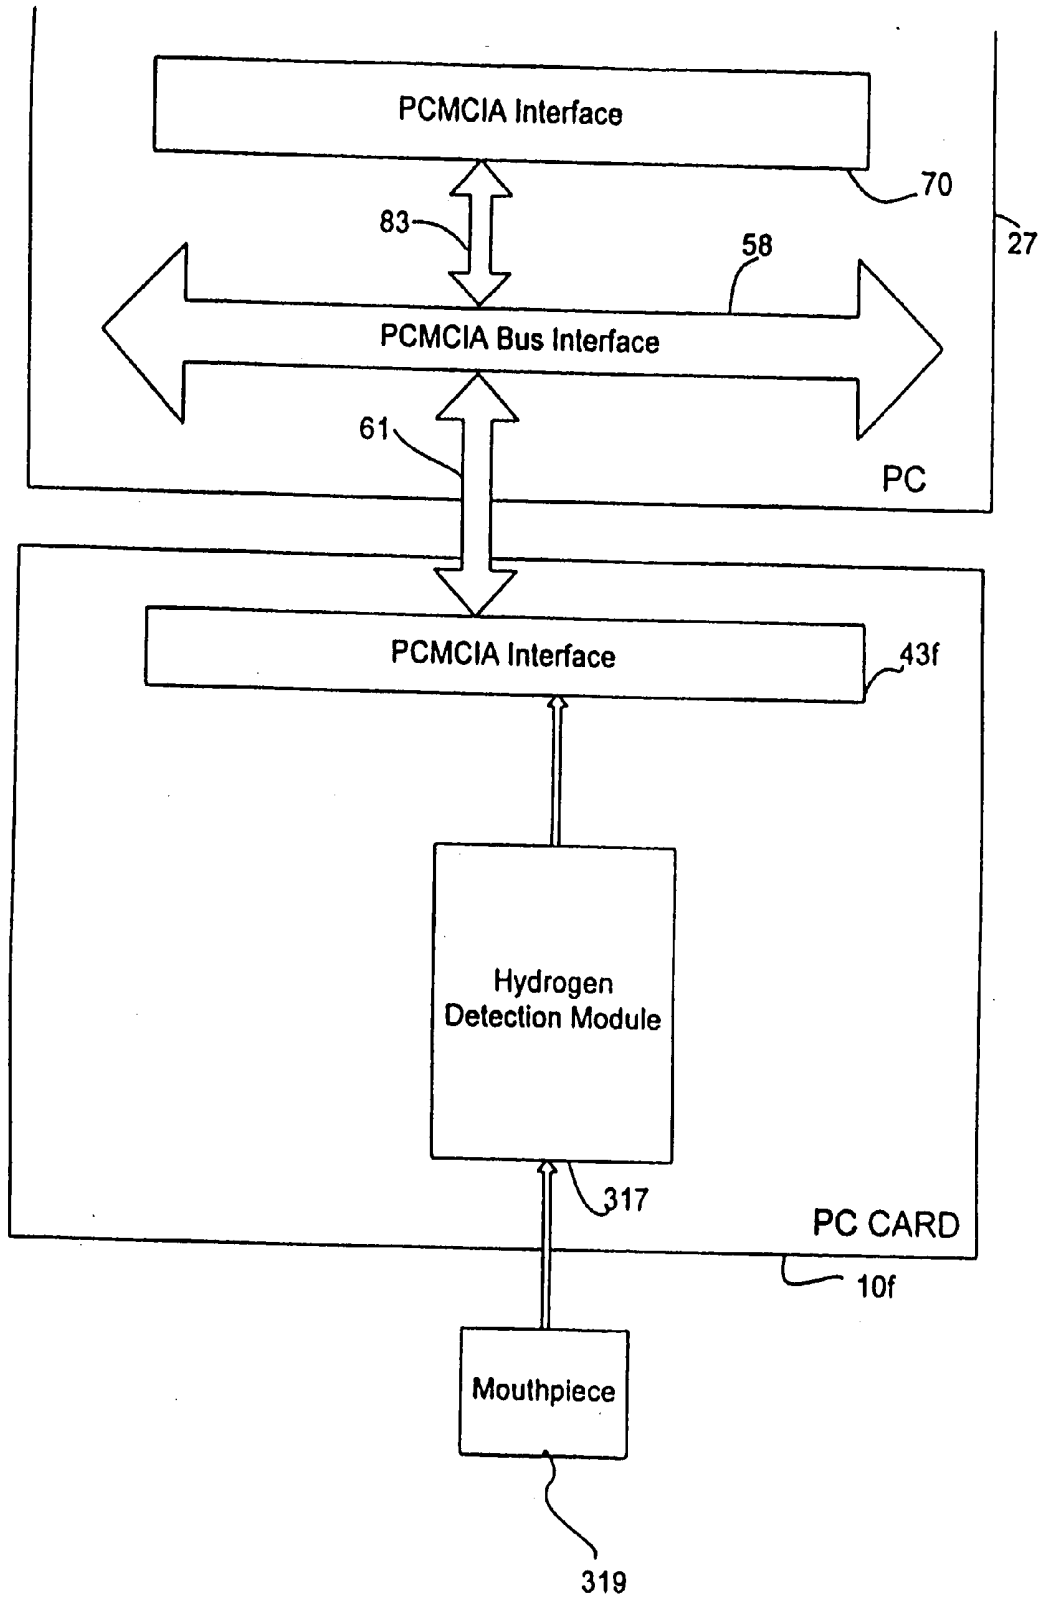 PCMCIA Interface
70
83
27
58
PCMCIA Bus Interface
61
PC
PCMCIA Interface
43f
Hydrogen
Detection Module
317
PC CARD
10f
Mouthpiece
319